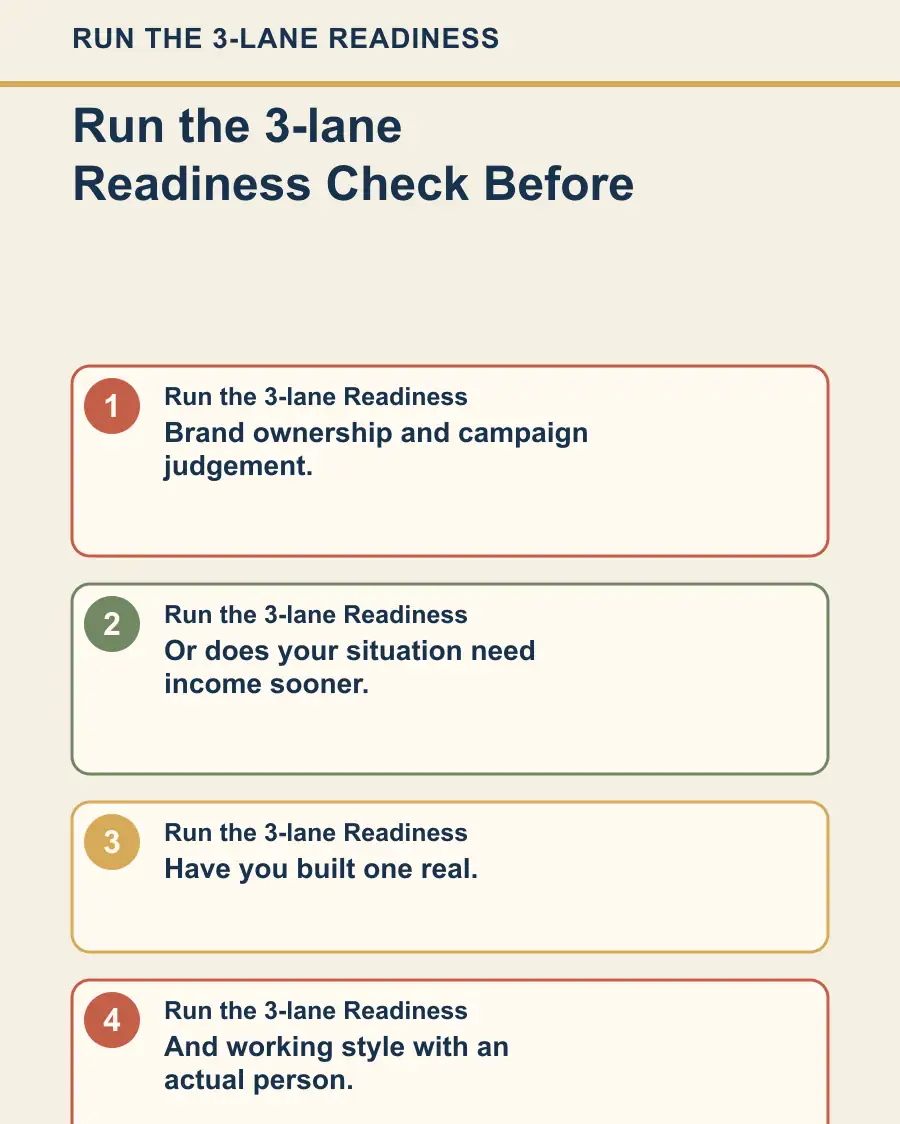 RUN THE 3-LANE READINESS
Run the 3-lane
Readiness Check Before
1
Run the 3-lane Readiness
Brand ownership and campaign
judgement.
2
Run the 3-lane Readiness
Or does your situation need
income sooner.
3
Run the 3-lane Readiness
Have you built one real.
4
Run the 3-lane Readiness
And working style with an
actual person.